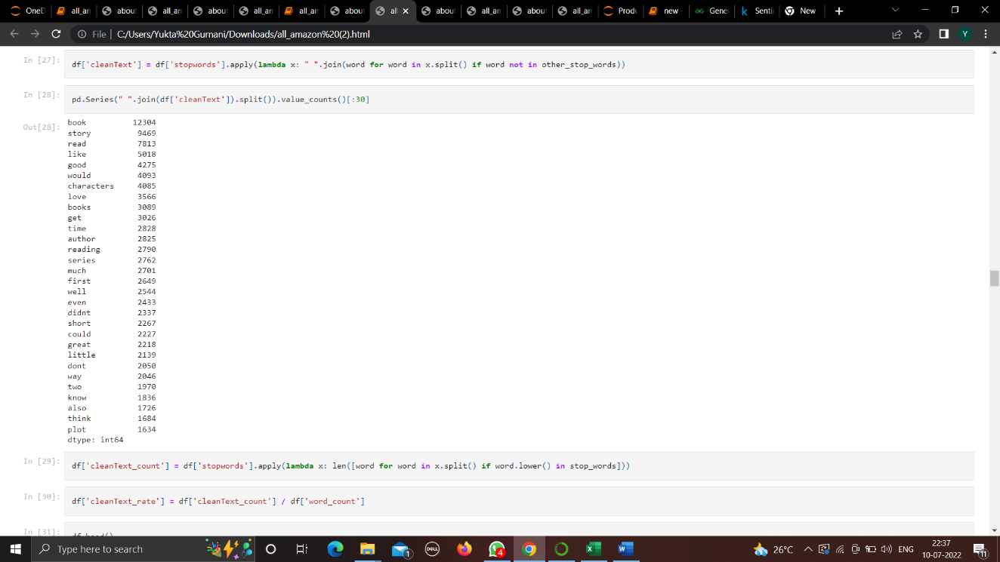 OneD all_an about all_an about all_an all_an about all about all_an about all_an Produ new - Gener k Senti New
File | C:/Users/Yukta%20Gurnani/Downloads/all_amazon%20(2).html Y
In [27]: df['cleanText'] = df['stopwords'].apply(lambda x: " ".join(word for word in x.split() if word not in other_stop_words))
In [28]: pd.Series(" ".join(df['cleanText']).split()).value_counts()[:30]
Out[28]: book 12304
story 9469
read 7813
like 5018
good 4275
would 4093
characters 4085
love 3566
books 3089
get 3026
time 2828
author 2825
reading 2790
series 2762
much 2701
first 2649
well 2544
even 2433
didnt 2337
short 2267
could 2227
great 2218
little 2139
dont 2050
way 2046
two 1970
know 1836
also 1726
think 1684
plot 1634
dtype: int64
In [29]: df['cleanText_count'] = df['stopwords'].apply(lambda x: len([word for word in x.split() if word.lower() in stop_words]))
In [30]: df['cleanText_rate'] = df['cleanText_count'] / df['word_count']
In [31]: df.head()
Type here to search 1 DELL 4 26°C ENG 22:37
10-07-2022 11